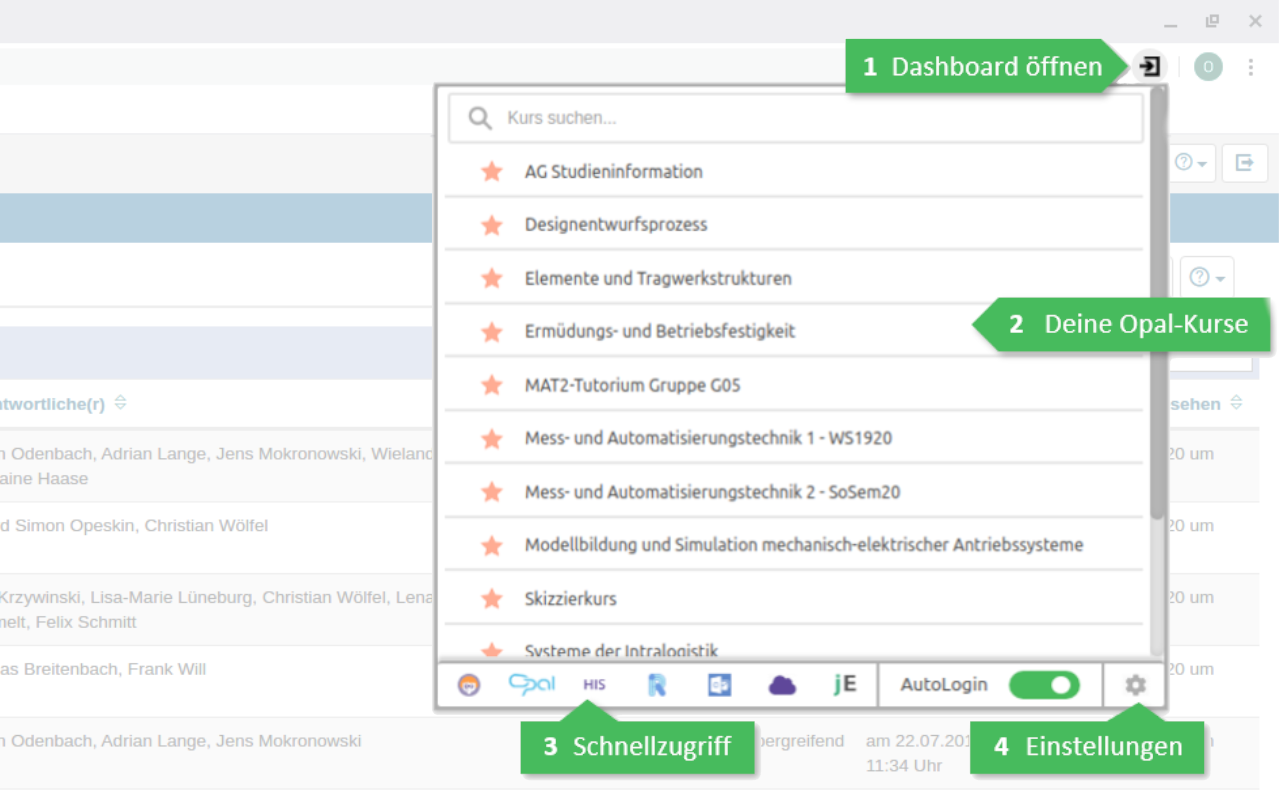 1 Dashboard öffnen
O
Kurs suchen...
AG Studieninformation
Designentwurfsprozess
Elemente und Tragwerkstrukturen
Ermüdungs- und Betriebsfestigkeit
2 Deine Opal-Kurse
MAT2-Tutorium Gruppe G05
twortliche(r)
sehen
Mess- und Automatisierungstechnik 1 - WS1920
n Odenbach, Adrian Lange, Jens Mokronowski, Wieland
20 um
aine Haase
Mess- und Automatisierungstechnik 2 - SoSem20
d Simon Opeskin, Christian Wölfel
20 um
Modellbildung und Simulation mechanisch-elektrischer Antriebssysteme
Skizzierkurs
Krzywinski, Lisa-Marie Lüneburg, Christian Wölfel, Lena
20 um
melt, Felix Schmitt
Systeme der Intralogistik
as Breitenbach, Frank Will
20 um
Opal HIS R jE AutoLogin
n Odenbach, Adrian Lange, Jens Mokronowski
3 Schnellzugriff
bergreifend
am 22.07.201
4 Einstellungen
11:34 Uhr